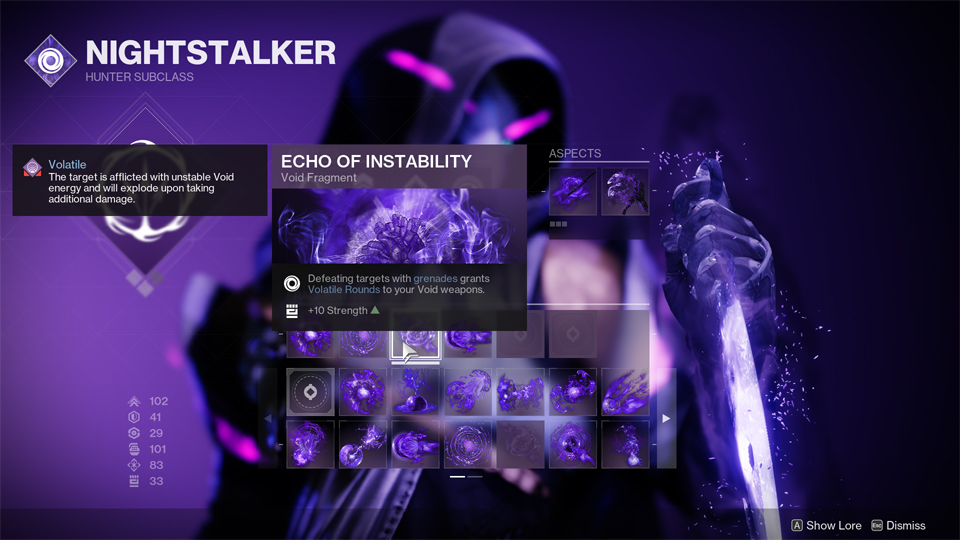 NIGHTSTALKER
HUNTER SUBCLASS
Volatile
The target is afflicted with unstable Void
energy and will explode upon taking
additional damage.
ECHO OF INSTABILITY
Void Fragment
Defeating targets with grenades grants
Volatile Rounds to your Void weapons.
+10 Strength
ASPECTS
102
41
29
101
83
33
A Show Lore
Esc Dismiss